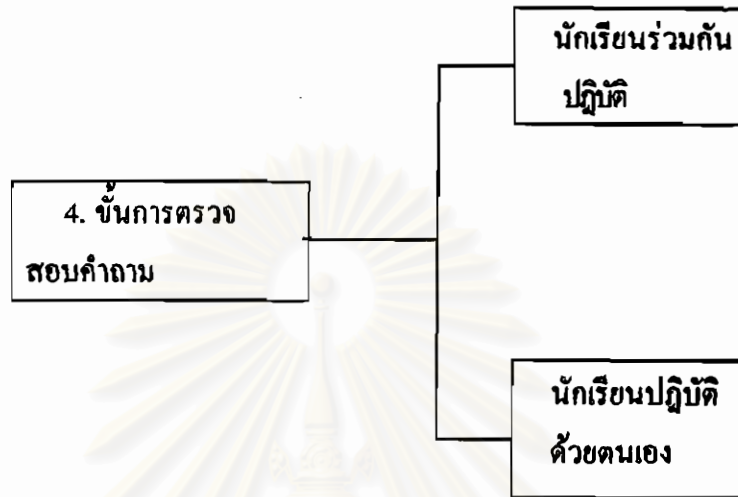 นักเรียนร่วมกัน
ปฏิบัติ
4. ขั้นการตรวจ
สอบคำถาม
นักเรียนปฏิบัติ
ด้วยตนเอง